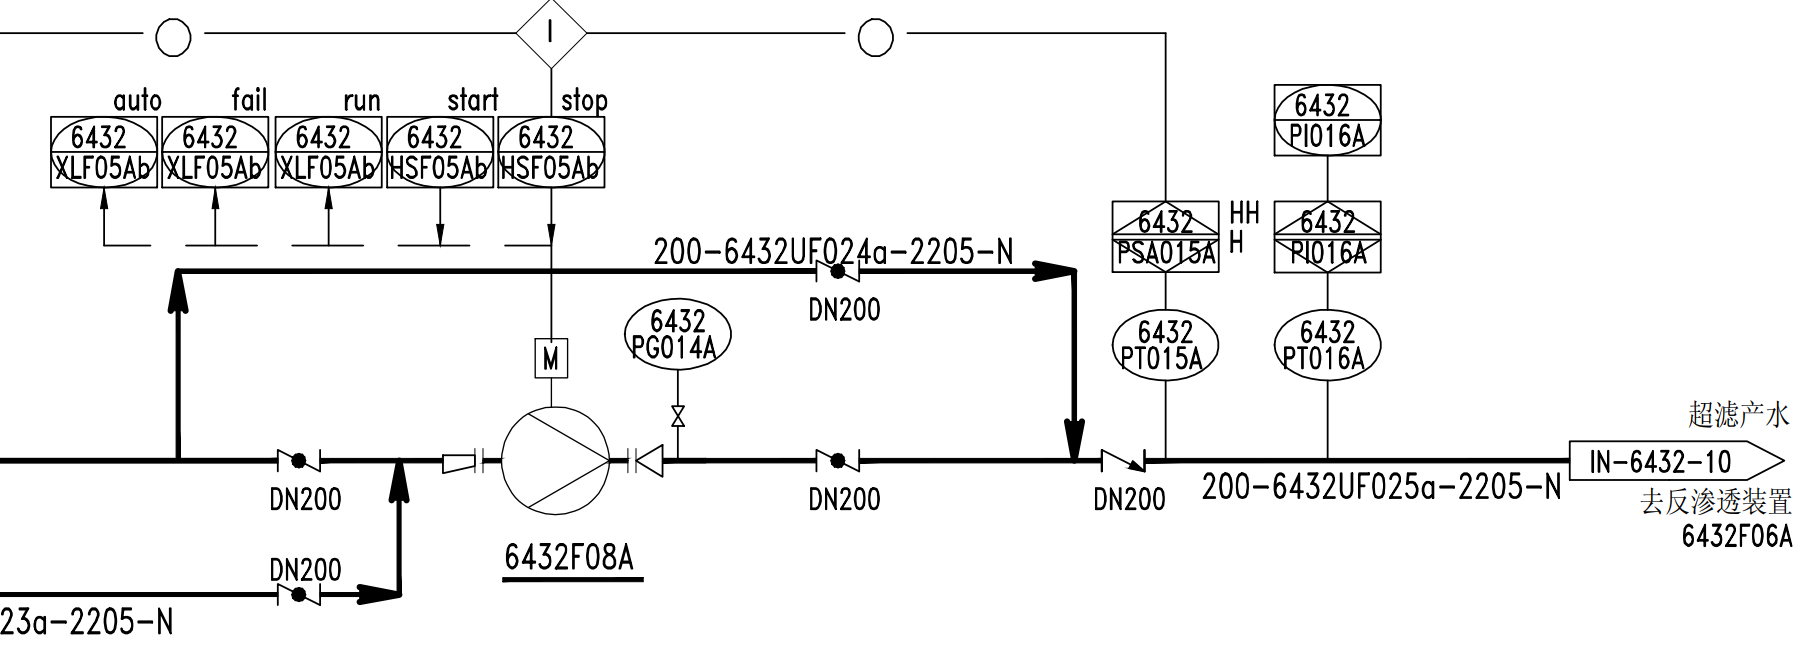 I
auto
fail
run
start
stop
6432
XLF05Ab
6432
XLF05Ab
6432
XLF05Ab
6432
HSF05Ab
6432
HSF05Ab
6432
PI016A
6432
PSA015A
HH
H
6432
PI016A
200-6432UF024a-2205-N
DN200
6432
PG014A
6432
PT015A
6432
PT016A
M
超滤产水
IN-6432-10
去反渗透装置
6432F06A
DN200
DN200
DN200
200-6432UF025a-2205-N
6432F08A
DN200
23a-2205-N